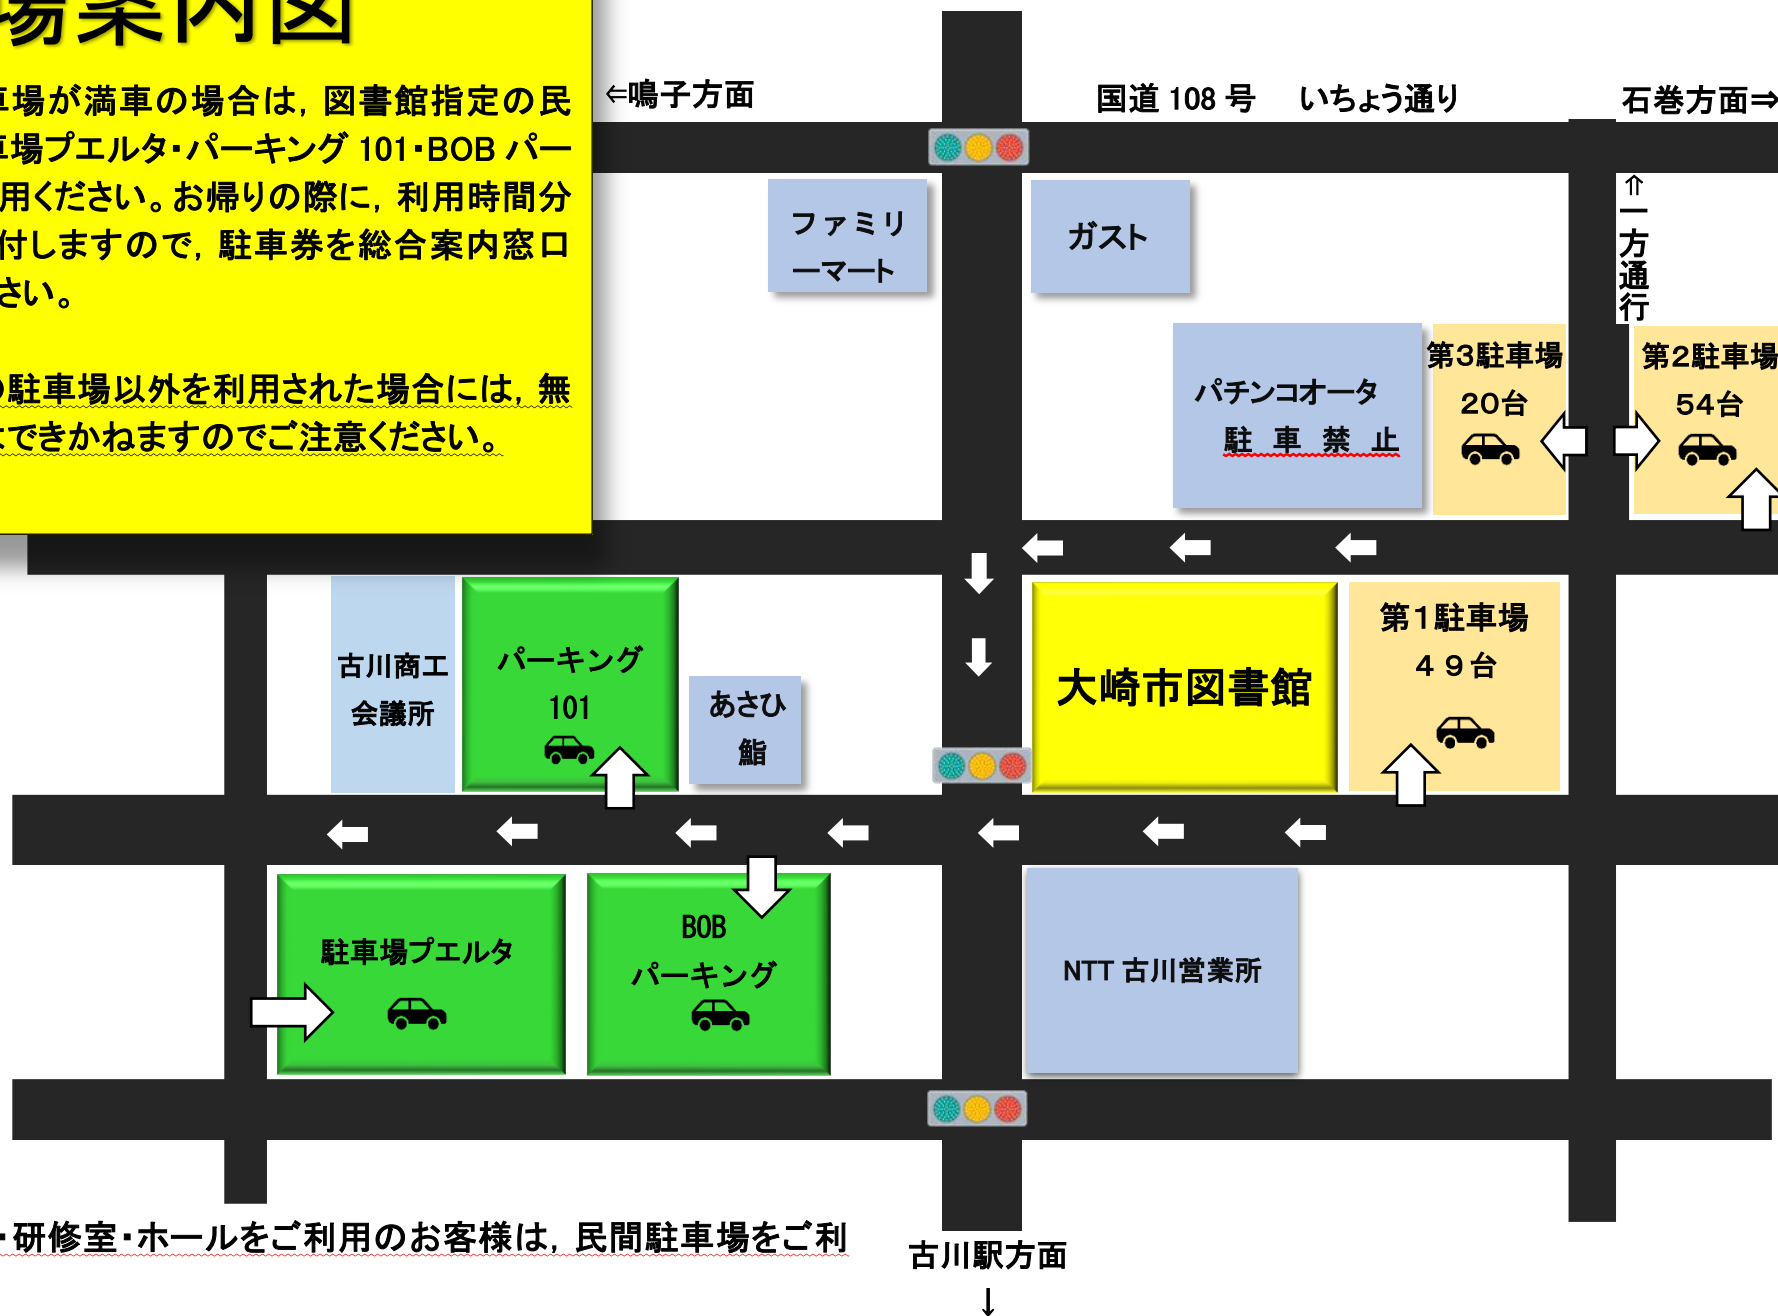 場案内図
車場が満車の場合は，図書館指定の民
車場プエルタ・パーキング 101・BOB パー
用ください。お帰りの際に，利用時間分
付しますので，駐車券を総合案内窓口
さい。
の駐車場以外を利用された場合には，無
はできかねますのでご注意ください。
⇐鳴子方面
国道 108 号　いちょう通り
石巻方面⇒
ファミリ
ーマート
ガスト
⇑一方通行
パチンコオータ
駐車禁止
第3駐車場
20台
第2駐車場
54台
古川商工
会議所
パーキング
101
あさひ
鮨
大崎市図書館
第１駐車場
４９台
駐車場プエルタ
BOB
パーキング
NTT 古川営業所
・研修室・ホールをご利用のお客様は，民間駐車場をご利
古川駅方面
↓